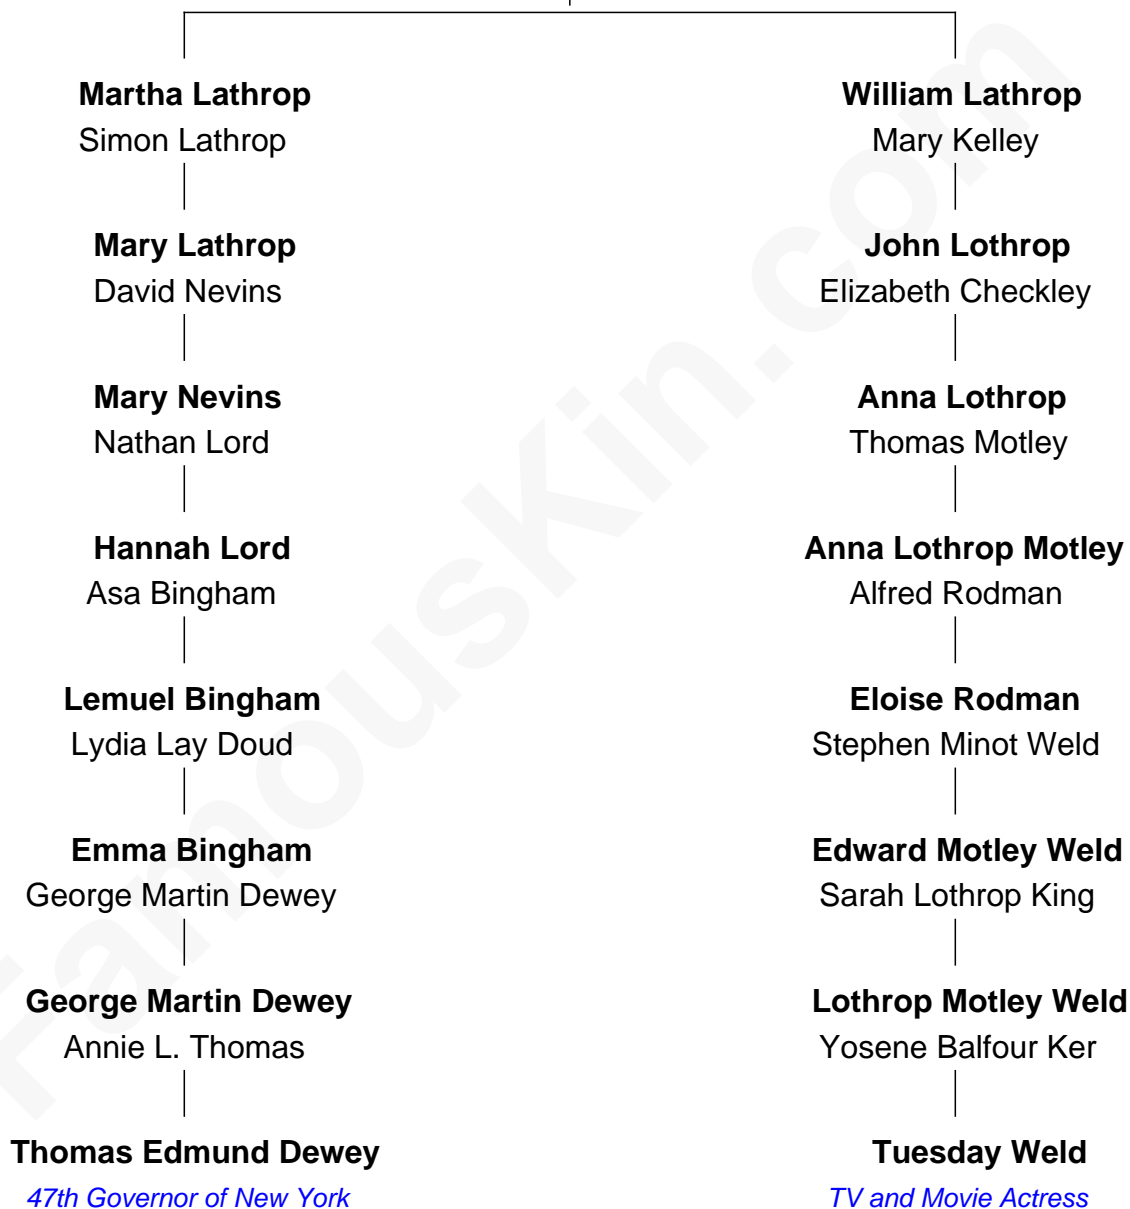 Martha Lathrop
Simon Lathrop
Mary Lathrop
David Nevins
Mary Nevins
Nathan Lord
Hannah Lord
Asa Bingham
Lemuel Bingham
Lydia Lay Doud
Emma Bingham
George Martin Dewey
George Martin Dewey
Annie L. Thomas
Thomas Edmund Dewey
47th Governor of New York
William Lathrop
Mary Kelley
John Lothrop
Elizabeth Checkley
Anna Lothrop
Thomas Motley
Anna Lothrop Motley
Alfred Rodman
Eloise Rodman
Stephen Minot Weld
Edward Motley Weld
Sarah Lothrop King
Lothrop Motley Weld
Yosene Balfour Ker
Tuesday Weld
TV and Movie Actress
FamousKin.com